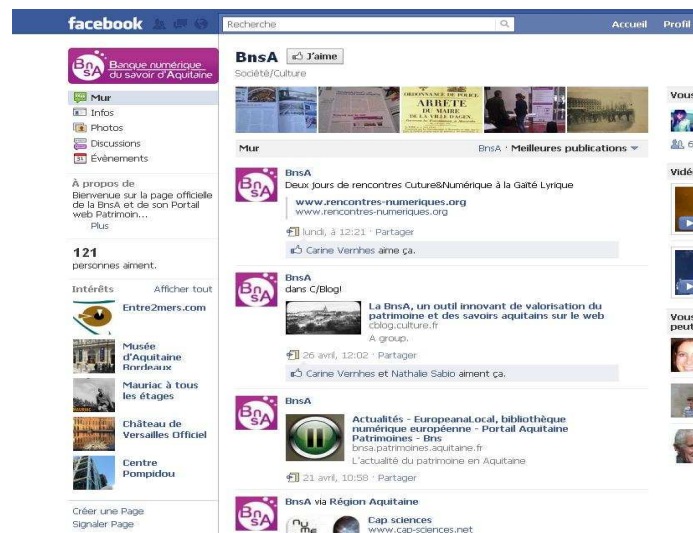 facebook
Recherche
Accueil Profil
BnSA
Banque numérique
du savoir d'Aquitaine
Mur
Infos
Photos
Discussions
Évènements
À propos de
Bienvenue sur la page officielle
de la BnsA et de son Portail
web Patrimoin...
Plus
121
personnes aiment.
Intérêts Afficher tout
Entre2mers.com
Musée
d'Aquitaine
Bordeaux
MAURIAC
Mauriac à tous
les étages
Château de
Versailles Officiel
Centre
Pompidou
Créer une Page
Signaler Page
BnsA J'aime
Société/Culture
ORDONNANCE DE POLICE
ARRETE
DU MAIRE
DE LA VILLE D'AGEN,
Mur
BnsA · Meilleures publications
BnSA
BnsA
Deux jours de rencontres Cuture&Numérique à la Gaîté Lyrique
www.rencontres-numeriques.org
www.rencontres-numeriques.org
lundi, à 12:21 · Partager
Carine Vernhes aime ça.
BnSA
BnsA
dans C/Blog!
La BnsA, un outil innovant de valorisation du
patrimoine et des savoirs aquitains sur le web
cblog.culture.fr
A group.
26 avril, 12:02 · Partager
Carine Vernhes et Nathalie Sabio aiment ça.
BnSA
BnsA
Actualités - EuropeanaLocal, bibliothèque
numérique européenne - Portail Aquitaine
Patrimoines - Bns
bnsa.patrimoines.aquitaine.fr
L'actualité du patrimoine en Aquitaine
21 avril, 10:58 · Partager
BnSA
BnsA via Région Aquitaine
Cap sciences
www.cap-sciences.net
Vous
6
Vidé
Vous
peut